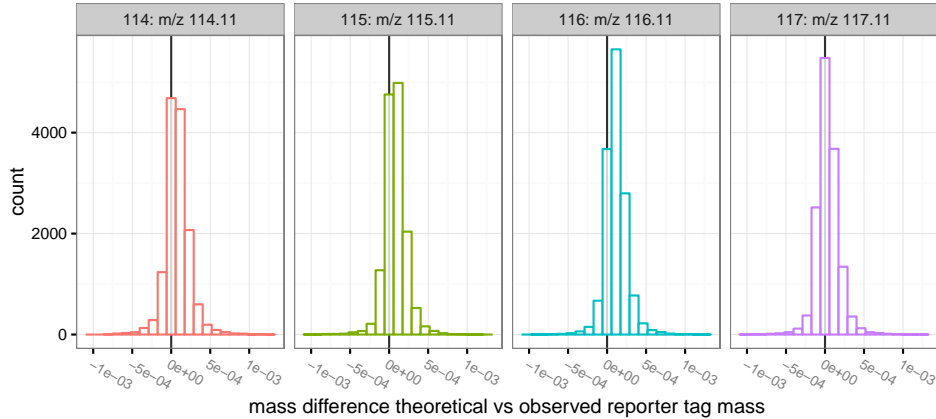 114: m/z 114.11 115: m/z 115.11 116: m/z 116.11 117: m/z 117.11
4000
2000
0
count
−1e−03 −5e−04 0e+00 5e−04 1e−03 −1e−03 −5e−04 0e+00 5e−04 1e−03 −1e−03 −5e−04 0e+00 5e−04 1e−03 −1e−03 −5e−04 0e+00 5e−04 1e−03
mass difference theoretical vs observed reporter tag mass